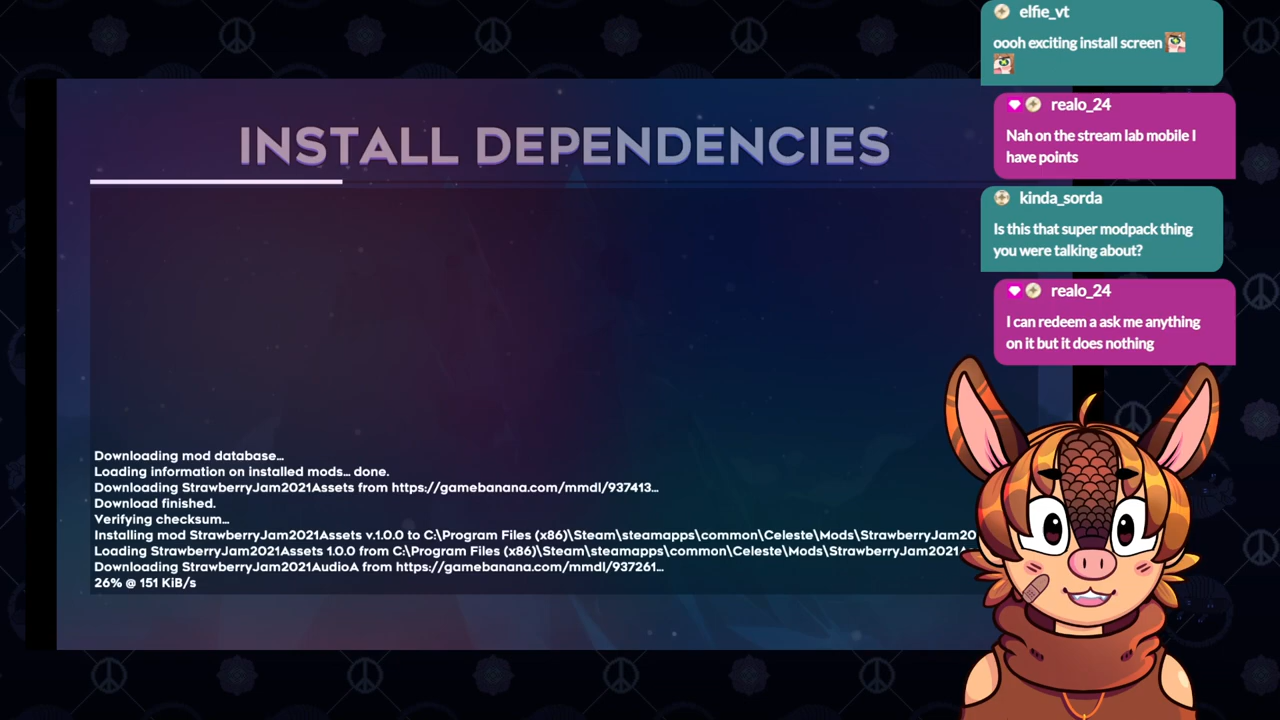 INSTALL DEPENDENCIES
Downloading mod database...
Loading information on installed mods... done.
Downloading StrawberryJam2021Assets from https://gamebanana.com/mmdl/937413...
Download finished.
Verifying checksum...
Installing mod StrawberryJam2021Assets v.1.0.0 to C:\Program Files (x86)\Steam\steamapps\common\Celeste\Mods\StrawberryJam20
Loading StrawberryJam2021Assets 1.0.0 from C:\Program Files (x86)\Steam\steamapps\common\Celeste\Mods\StrawberryJam2021A
Downloading StrawberryJam2021AudioA from https://gamebanana.com/mmdl/937261...
26% @ 151 KiB/s
elfie_vt
oooh exciting install screen
realo_24
Nah on the stream lab mobile I
have points
kinda_sorda
Is this that super modpack thing
you were talking about?
realo_24
I can redeem a ask me anything
on it but it does nothing